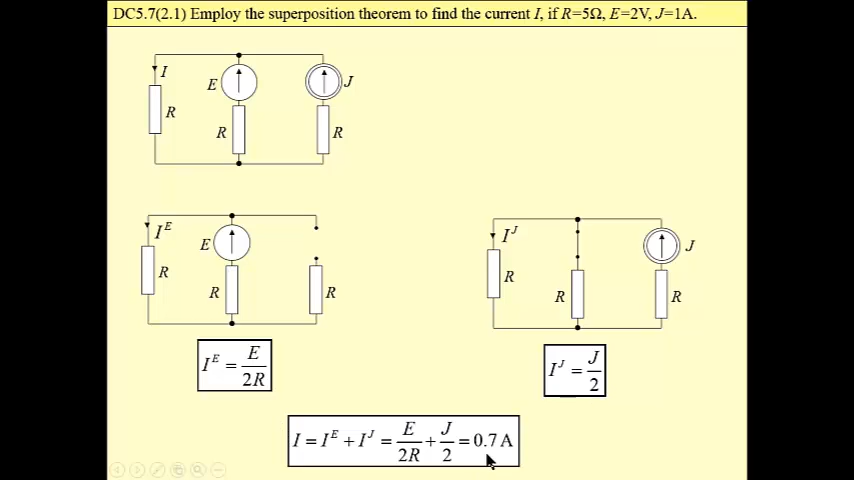 DC5.7(2.1) Employ the superposition theorem to find the current I, if R=5Ω, E=2V, J=1A.
I
E
J
R
R
R
I^E
E
R
R
R
I^J
J
R
R
R
I^E = E/2R
I^J = J/2
I = I^E + I^J = E/2R + J/2 = 0.7 A